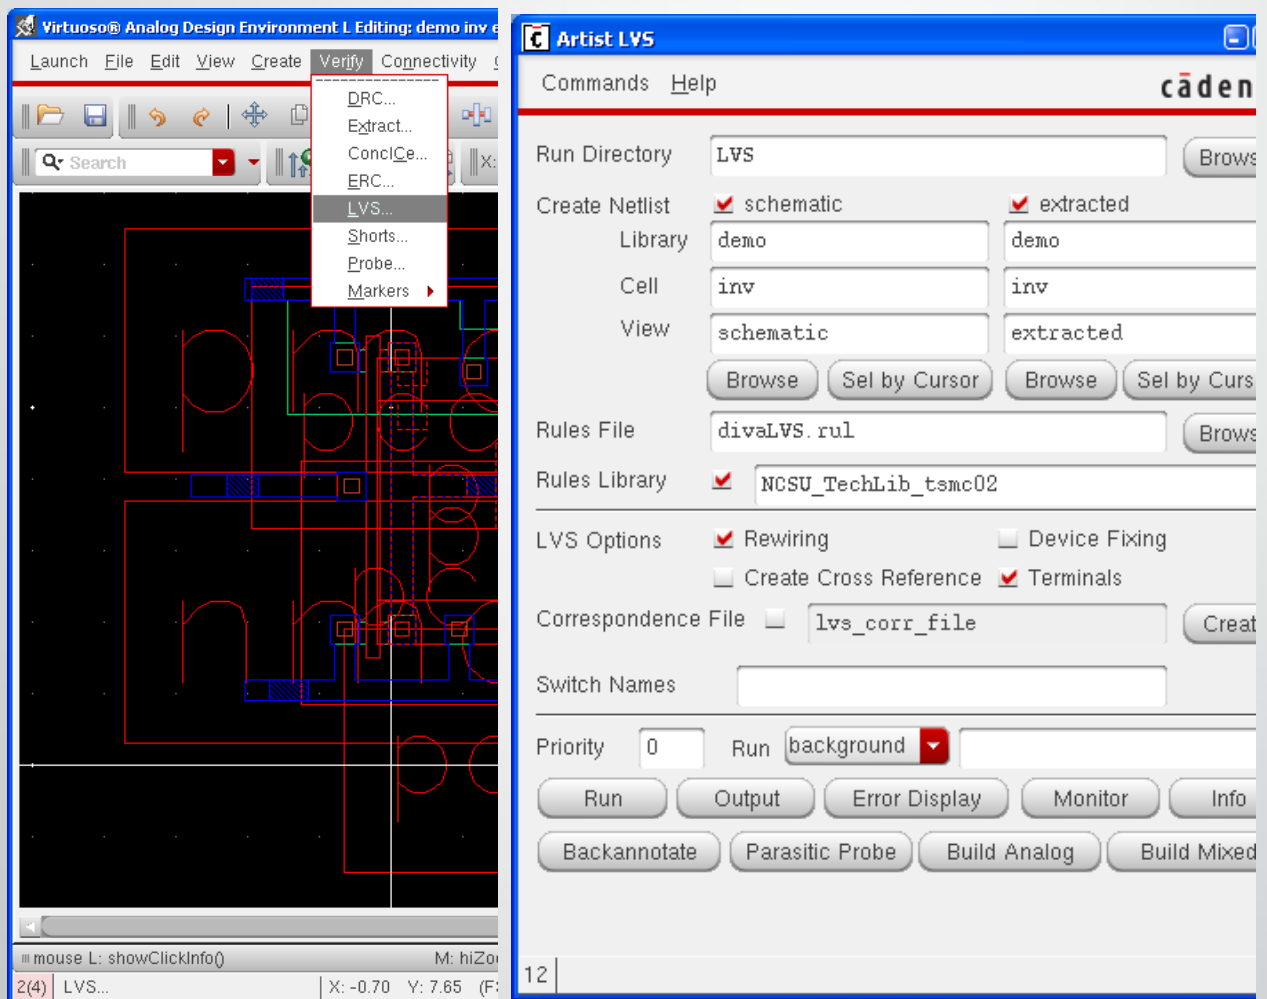 Virtuoso® Analog Design Environment L Editing: demo inv e
Launch File Edit View Create Verify Connectivity
Search
X:
DRC...
Extract...
ConcICe...
ERC...
LVS...
Shorts...
Probe...
Markers
mouse L: showClickInfo()
M: hiZo
2(4) LVS...
X: -0.70 Y: 7.65 (F:
Artist LVS
Commands Help
cāden
Run Directory LVS Brows
Create Netlist schematic extracted
Library demo demo
Cell inv inv
View schematic extracted
Browse Sel by Cursor Browse Sel by Curs
Rules File divaLVS.rul Brows
Rules Library NCSU_TechLib_tsmc02
LVS Options Rewiring Device Fixing
Create Cross Reference Terminals
Correspondence File lvs_corr_file Creat
Switch Names
Priority 0 Run background
Run Output Error Display Monitor Info
Backannotate Parasitic Probe Build Analog Build Mixed
12